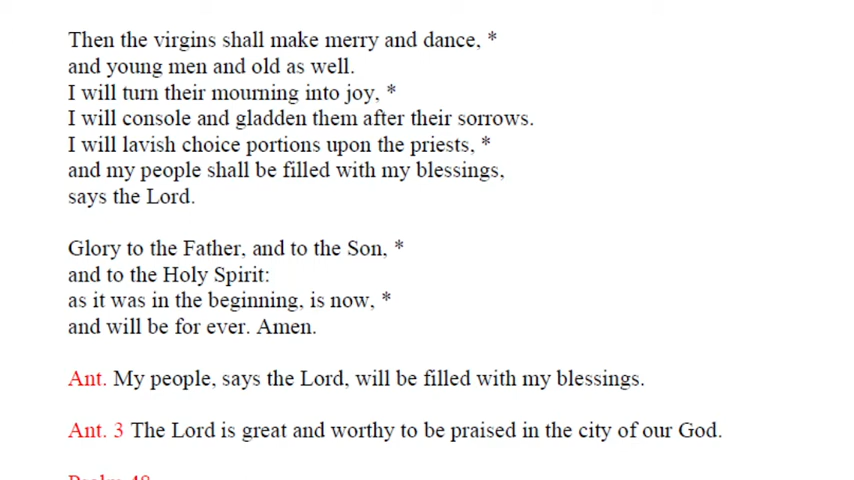 Then the virgins shall make merry and dance, *
and young men and old as well.
I will turn their mourning into joy, *
I will console and gladden them after their sorrows.
I will lavish choice portions upon the priests, *
and my people shall be filled with my blessings,
says the Lord.
Glory to the Father, and to the Son, *
and to the Holy Spirit:
as it was in the beginning, is now, *
and will be for ever. Amen.
Ant. My people, says the Lord, will be filled with my blessings.
Ant. 3 The Lord is great and worthy to be praised in the city of our God.
Psalm 48